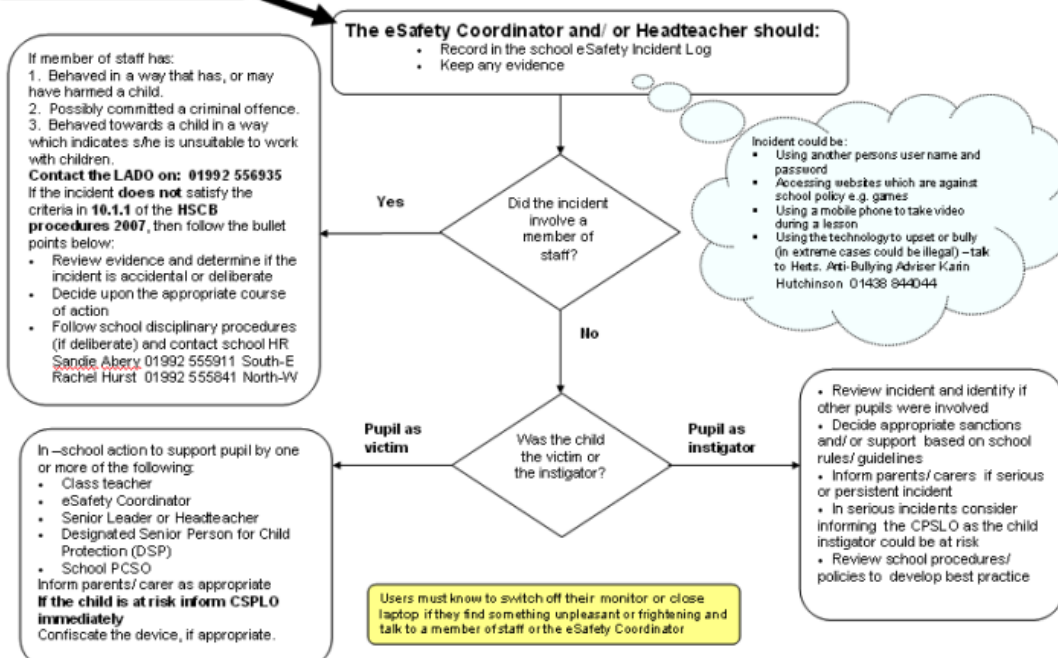 The eSafety Coordinator and/ or Headteacher should:
• Record in the school eSafety Incident Log
• Keep any evidence
If member of staff has:
1. Behaved in a way that has, or may
have harmed a child.
2. Possibly committed a criminal offence.
3. Behaved towards a child in a way
which indicates s/he is unsuitable to work
with children.
Contact the LADO on: 01992 556935
If the incident does not satisfy the
criteria in 10.1.1 of the HSCB
procedures 2007, then follow the bullet
points below:
• Review evidence and determine if the
incident is accidental or deliberate
• Decide upon the appropriate course
of action
• Follow school disciplinary procedures
(if deliberate) and contact school HR
Sandie Abery 01992 555911 South-E
Rachel Hurst 01992 555841 North-W
Yes
Did the incident
involve a
member of
staff?
Incident could be:
▪ Using another persons user name and
password
▪ Accessing websites which are against
school policy e.g. games
▪ Using a mobile phone to take video
during a lesson
▪ Using the technology to upset or bully
(in extreme cases could be illegal) – talk
to Herts. Anti-Bullying Adviser Karin
Hutchinson 01438 844044
No
Pupil as
victim
Was the child
the victim or
the instigator?
Pupil as
instigator
In –school action to support pupil by one
or more of the following:
• Class teacher
• eSafety Coordinator
• Senior Leader or Headteacher
• Designated Senior Person for Child
Protection (DSP)
• School PCSO
Inform parents/ carer as appropriate
If the child is at risk inform CSPLO
immediately
Confiscate the device, if appropriate.
• Review incident and identify if
other pupils were involved
• Decide appropriate sanctions
and/ or support based on school
rules/ guidelines
• Inform parents/ carers if serious
or persistent incident
• In serious incidents consider
informing the CPSLO as the child
instigator could be at risk
• Review school procedures/
policies to develop best practice
Users must know to switch off their monitor or close
laptop if they find something unpleasant or frightening and
talk to a member of staff or the eSafety Coordinator